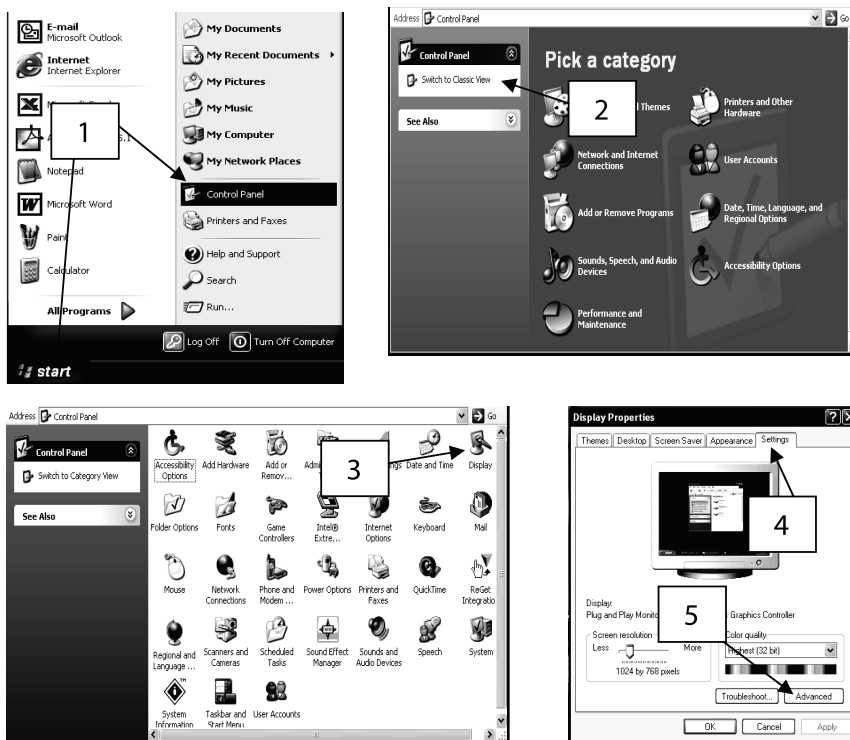 E-mail
Microsoft Outlook
Internet
Internet Explorer
Notepad
Microsoft Word
Paint
Calculator
All Programs
My Documents
My Recent Documents
My Pictures
My Music
My Computer
My Network Places
Control Panel
Printers and Faxes
Help and Support
Search
Run...
Log Off
Turn Off Computer
start
1
Address
Control Panel
Go
Control Panel
Switch to Classic View
See Also
Pick a category
2
Themes
Printers and Other
Hardware
Network and Internet
Connections
User Accounts
Add or Remove Programs
Date, Time, Language, and
Regional Options
Sounds, Speech, and Audio
Devices
Accessibility Options
Performance and
Maintenance
Address
Control Panel
Go
Control Panel
Switch to Category View
See Also
Accessibility
Options
Add Hardware
Add or
Remov...
3
Date and Time
Display
Folder Options
Fonts
Game
Controllers
Intel®
Extre...
Internet
Options
Keyboard
Mail
Mouse
Network
Connections
Phone and
Modem ...
Power Options
Printers and
Faxes
QuickTime
ReGet
Integratio
Regional and
Language ...
Scanners and
Cameras
Scheduled
Tasks
Sound Effect
Manager
Sounds and
Audio Devices
Speech
System
System
Information
Taskbar and
Start Menu
User Accounts
Display Properties
Themes
Desktop
Screen Saver
Appearance
Settings
4
Display:
Plug and Play Monito
Graphics Controller
5
Screen resolution
Less
More
1024 by 768 pixels
Color quality
Highest (32 bit)
Troubleshoot...
Advanced
OK
Cancel
Apply